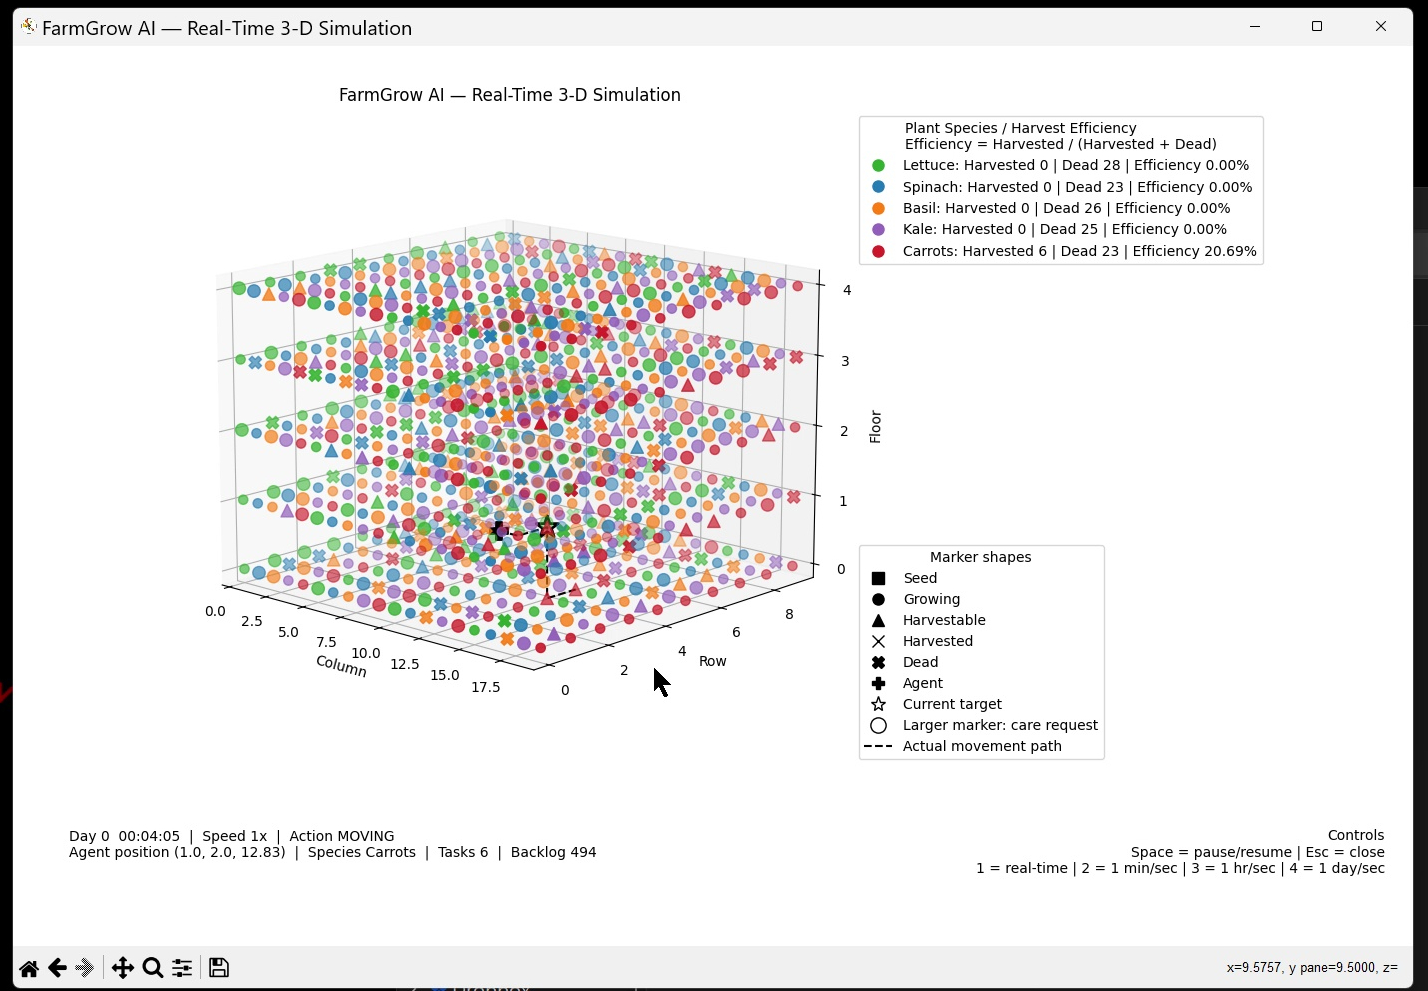 FarmGrow AI — Real-Time 3-D Simulation
FarmGrow AI — Real-Time 3-D Simulation
Plant Species / Harvest Efficiency
Efficiency = Harvested / (Harvested + Dead)
Lettuce: Harvested 0 | Dead 28 | Efficiency 0.00%
Spinach: Harvested 0 | Dead 23 | Efficiency 0.00%
Basil: Harvested 0 | Dead 26 | Efficiency 0.00%
Kale: Harvested 0 | Dead 25 | Efficiency 0.00%
Carrots: Harvested 6 | Dead 23 | Efficiency 20.69%
4
3
2
1
0
Floor
0.0
2.5
5.0
7.5
10.0
12.5
15.0
17.5
Column
0
2
4
6
8
Row
Marker shapes
Seed
Growing
Harvestable
Harvested
Dead
Agent
Current target
Larger marker: care request
Actual movement path
Day 0 00:04:05 | Speed 1x | Action MOVING
Agent position (1.0, 2.0, 12.83) | Species Carrots | Tasks 6 | Backlog 494
Controls
Space = pause/resume | Esc = close
1 = real-time | 2 = 1 min/sec | 3 = 1 hr/sec | 4 = 1 day/sec
x=9.5757, y pane=9.5000, z=